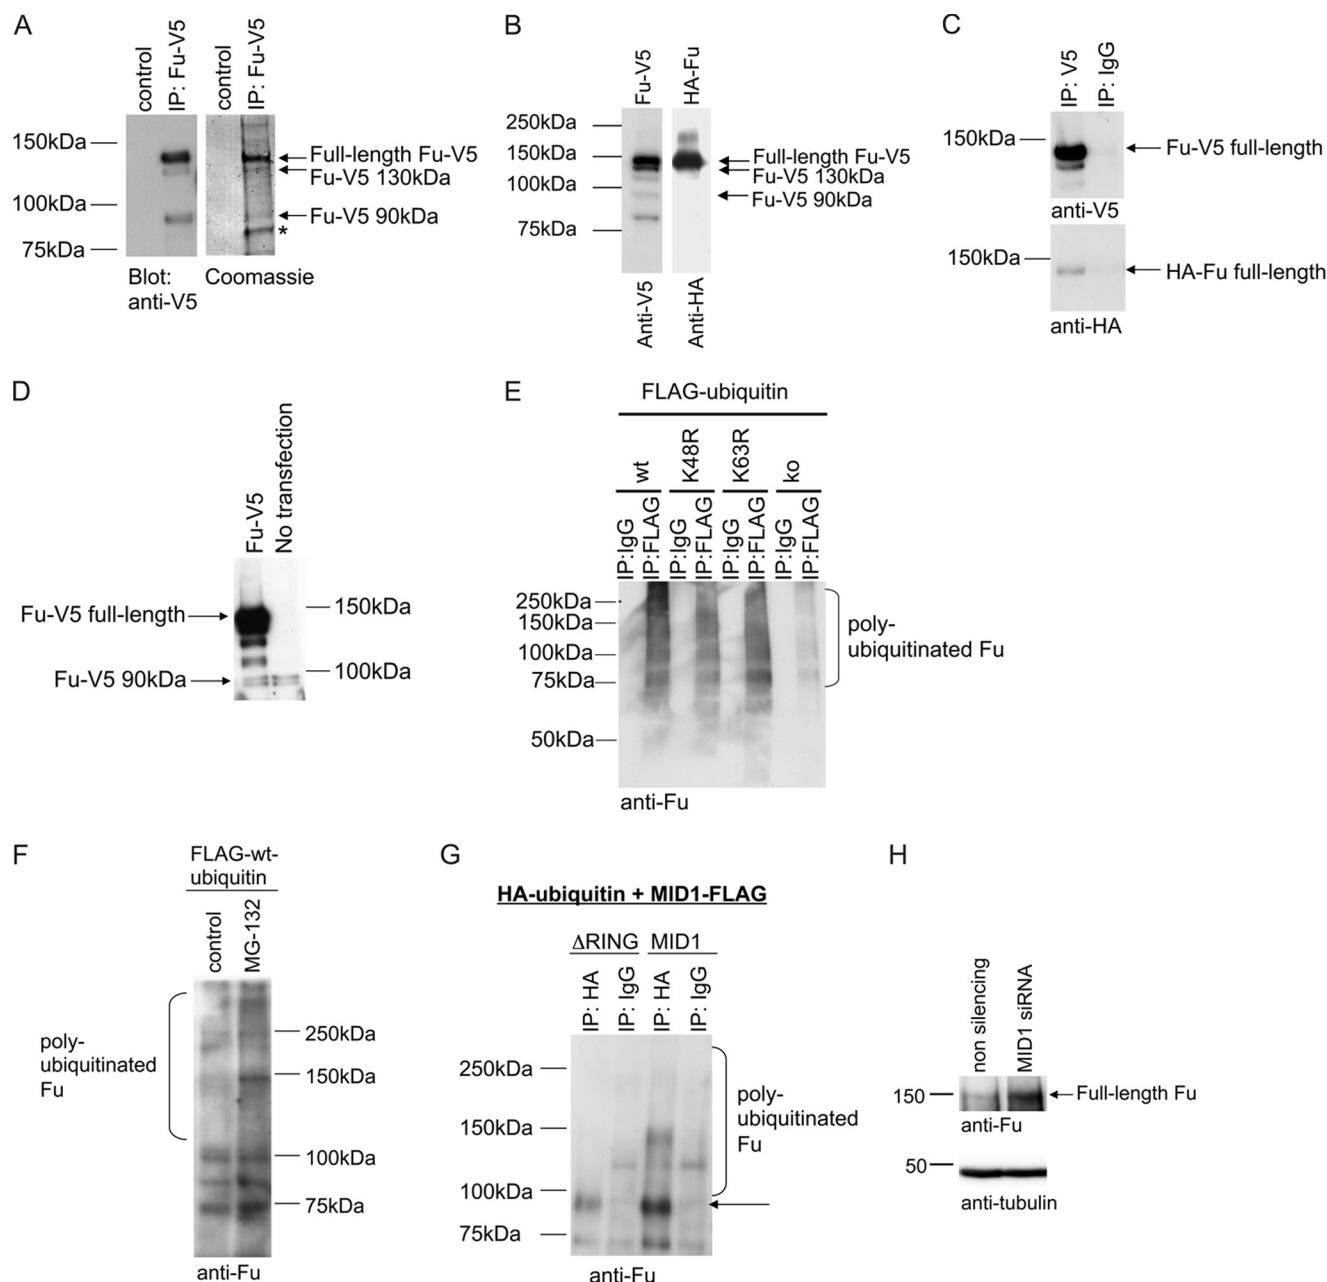 A
control
IP: Fu-V5
control
IP: Fu-V5
150kDa
100kDa
75kDa
Full-length Fu-V5
Fu-V5 130kDa
Fu-V5 90kDa
*
Blot:
anti-V5
Coomassie
B
Fu-V5
HA-Fu
250kDa
150kDa
100kDa
75kDa
Full-length Fu-V5
Fu-V5 130kDa
Fu-V5 90kDa
Anti-V5
Anti-HA
C
IP: V5
IP: IgG
150kDa
Fu-V5 full-length
anti-V5
150kDa
HA-Fu full-length
anti-HA
D
Fu-V5
No transfection
Fu-V5 full-length
150kDa
Fu-V5 90kDa
100kDa
E
FLAG-ubiquitin
wt
K48R
K63R
ko
IP:IgG
IP:FLAG
IP:IgG
IP:FLAG
IP:IgG
IP:FLAG
IP:IgG
IP:FLAG
250kDa
150kDa
100kDa
75kDa
50kDa
poly-
ubiquitinated Fu
anti-Fu
F
FLAG-wt-
ubiquitin
control
MG-132
poly-
ubiquitinated
Fu
250kDa
150kDa
100kDa
75kDa
anti-Fu
G
HA-ubiquitin + MID1-FLAG
ΔRING
MID1
IP: HA
IP: IgG
IP: HA
IP: IgG
250kDa
150kDa
100kDa
75kDa
poly-
ubiquitinated
Fu
anti-Fu
H
non silencing
MID1 siRNA
150
Full-length Fu
anti-Fu
50
anti-tubulin